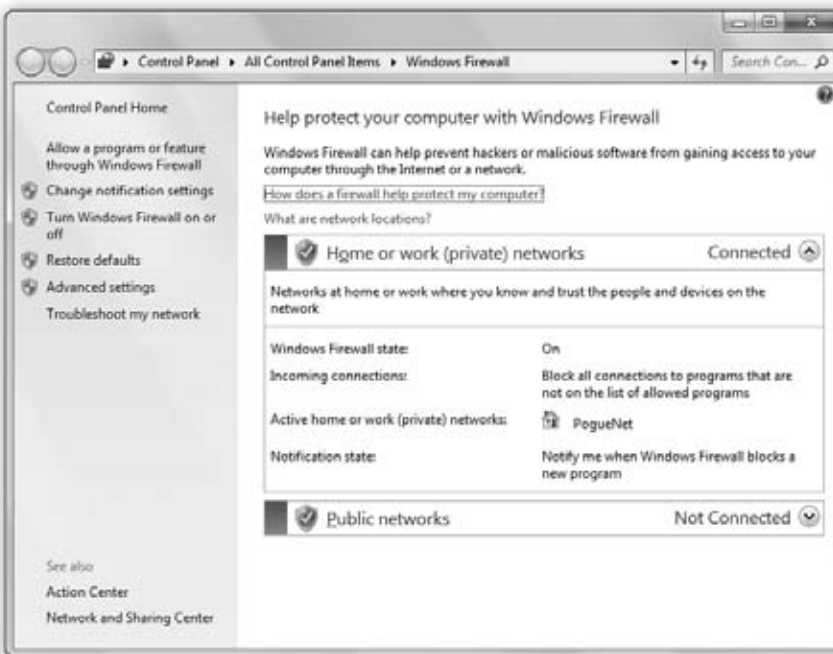 Control Panel ▸ All Control Panel Items ▸ Windows Firewall
Search Con...
Control Panel Home
Allow a program or feature
through Windows Firewall
Change notification settings
Turn Windows Firewall on or
off
Restore defaults
Advanced settings
Troubleshoot my network
See also
Action Center
Network and Sharing Center
Help protect your computer with Windows Firewall
Windows Firewall can help prevent hackers or malicious software from gaining access to your
computer through the Internet or a network.
How does a firewall help protect my computer?
What are network locations?
Home or work (private) networks Connected
Networks at home or work where you know and trust the people and devices on the
network
Windows Firewall state: On
Incoming connections: Block all connections to programs that are
not on the list of allowed programs
Active home or work (private) networks: PogueNet
Notification state: Notify me when Windows Firewall blocks a
new program
Public networks Not Connected